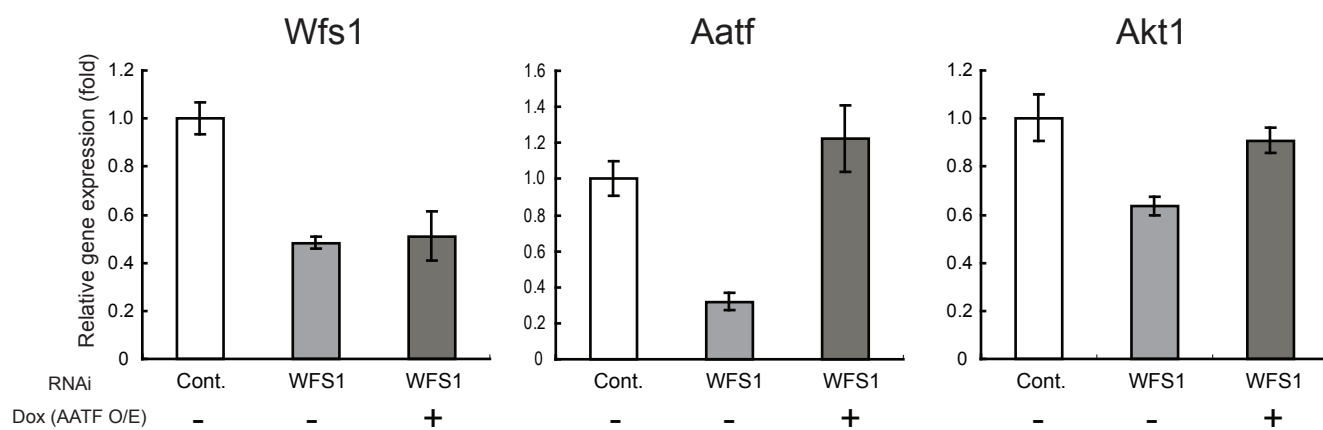 Wfs1 Aatf Akt1
Relative gene expression (fold)
1.2 1.6 1.2
1.0 1.4 1.0
0.8 1.2 0.8
0.6 1.0 0.6
0.4 0.8 0.4
0.2 0.6 0.2
0 0.4 0
0.2
0
RNAi Cont. WFS1 WFS1 Cont. WFS1 WFS1 Cont. WFS1 WFS1
Dox (AATF O/E) - - + - - + - - +